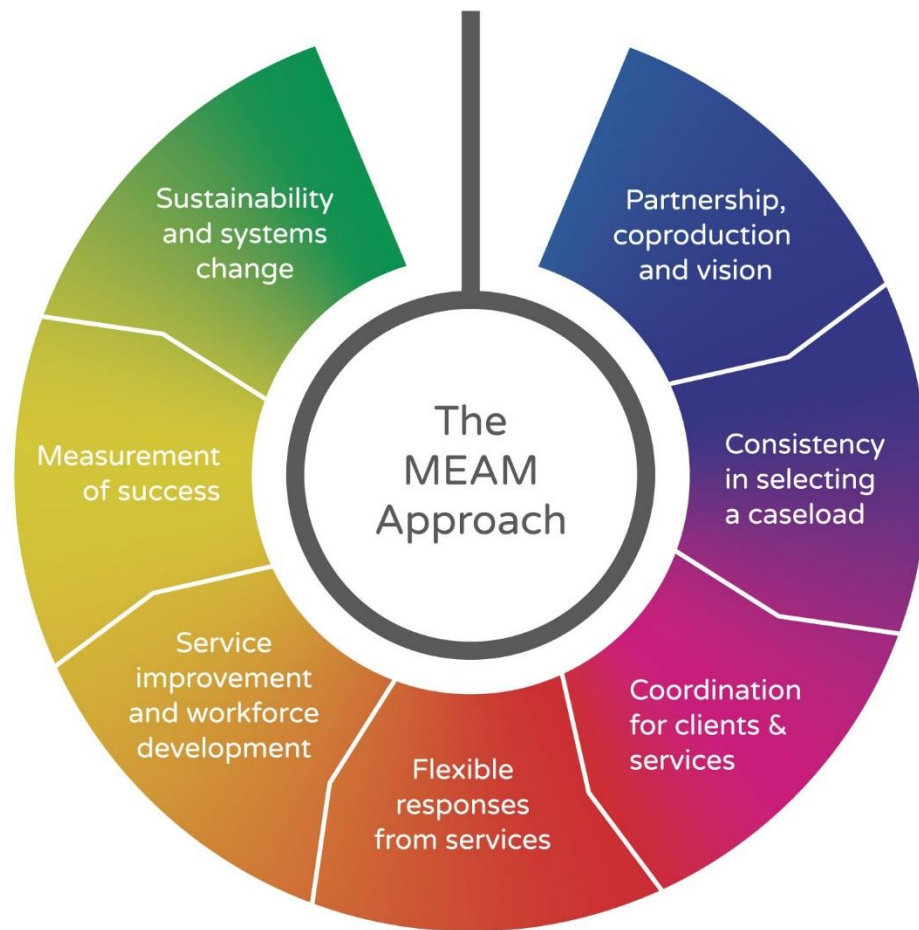 The
MEAM
Approach
Partnership,
coproduction
and vision
Consistency
in selecting
a caseload
Coordination
for clients &
services
Flexible
responses
from services
Service
improvement
and workforce
development
Measurement
of success
Sustainability
and systems
change